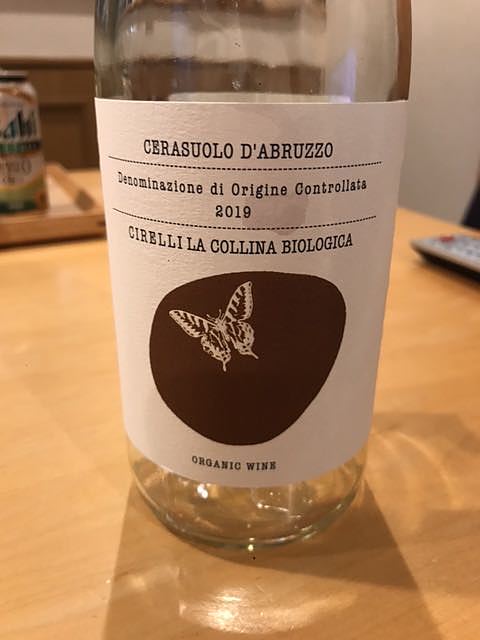 CERASUOLO D'ABRUZZO
Denominazione di Origine Controllata
2019
CIRELLI LA COLLINA BIOLOGICA
ORGANIC WINE